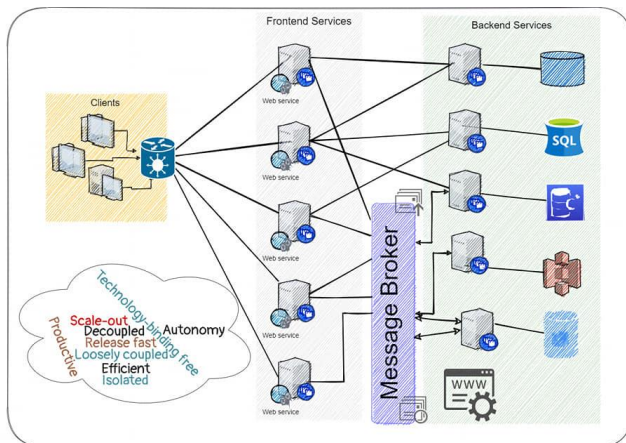 Frontend Services
Backend Services
Clients
Web service
Web service
Web service
Web service
Web service
SQL
C
Message Broker
WWW
Technology-binding free
Scale-out
Decoupled
Autonomy
Productive
Release fast
Loosely coupled
Efficient
Isolated